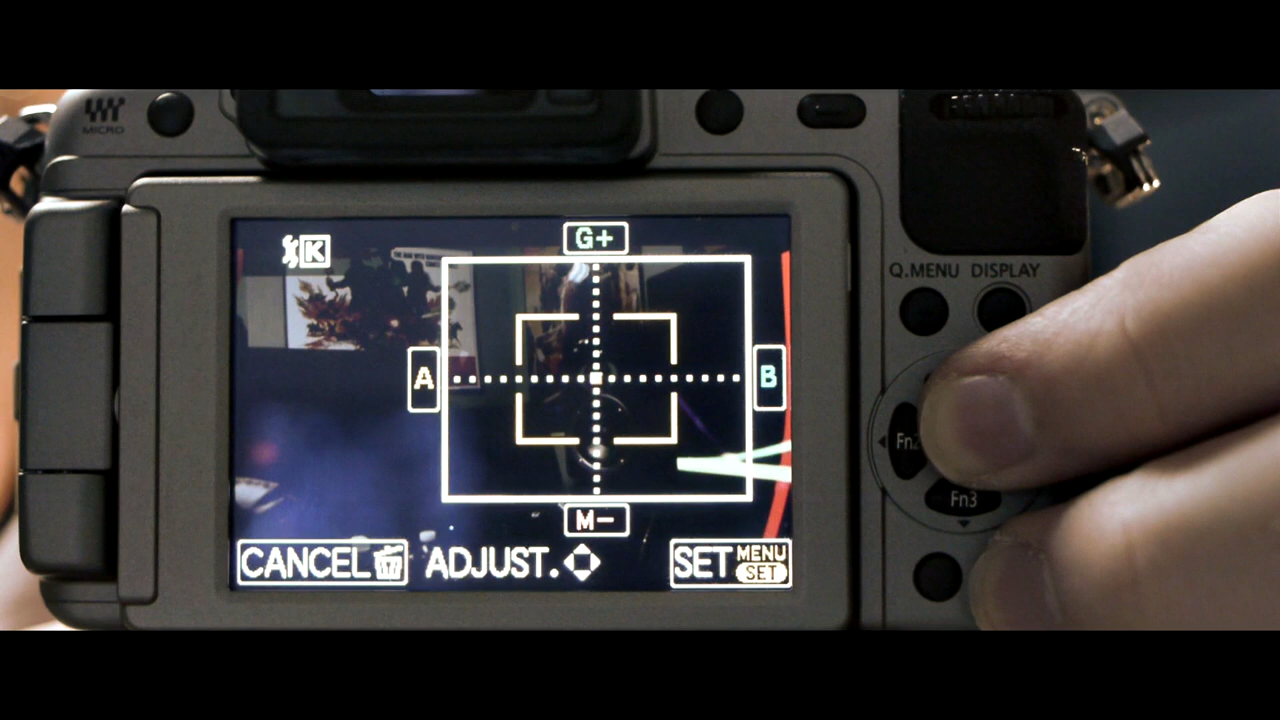 MICRO
Q.MENU DISPLAY
K
G+
A
B
Fn2
Fn3
M−
CANCEL ADJUST. SET MENU
SET